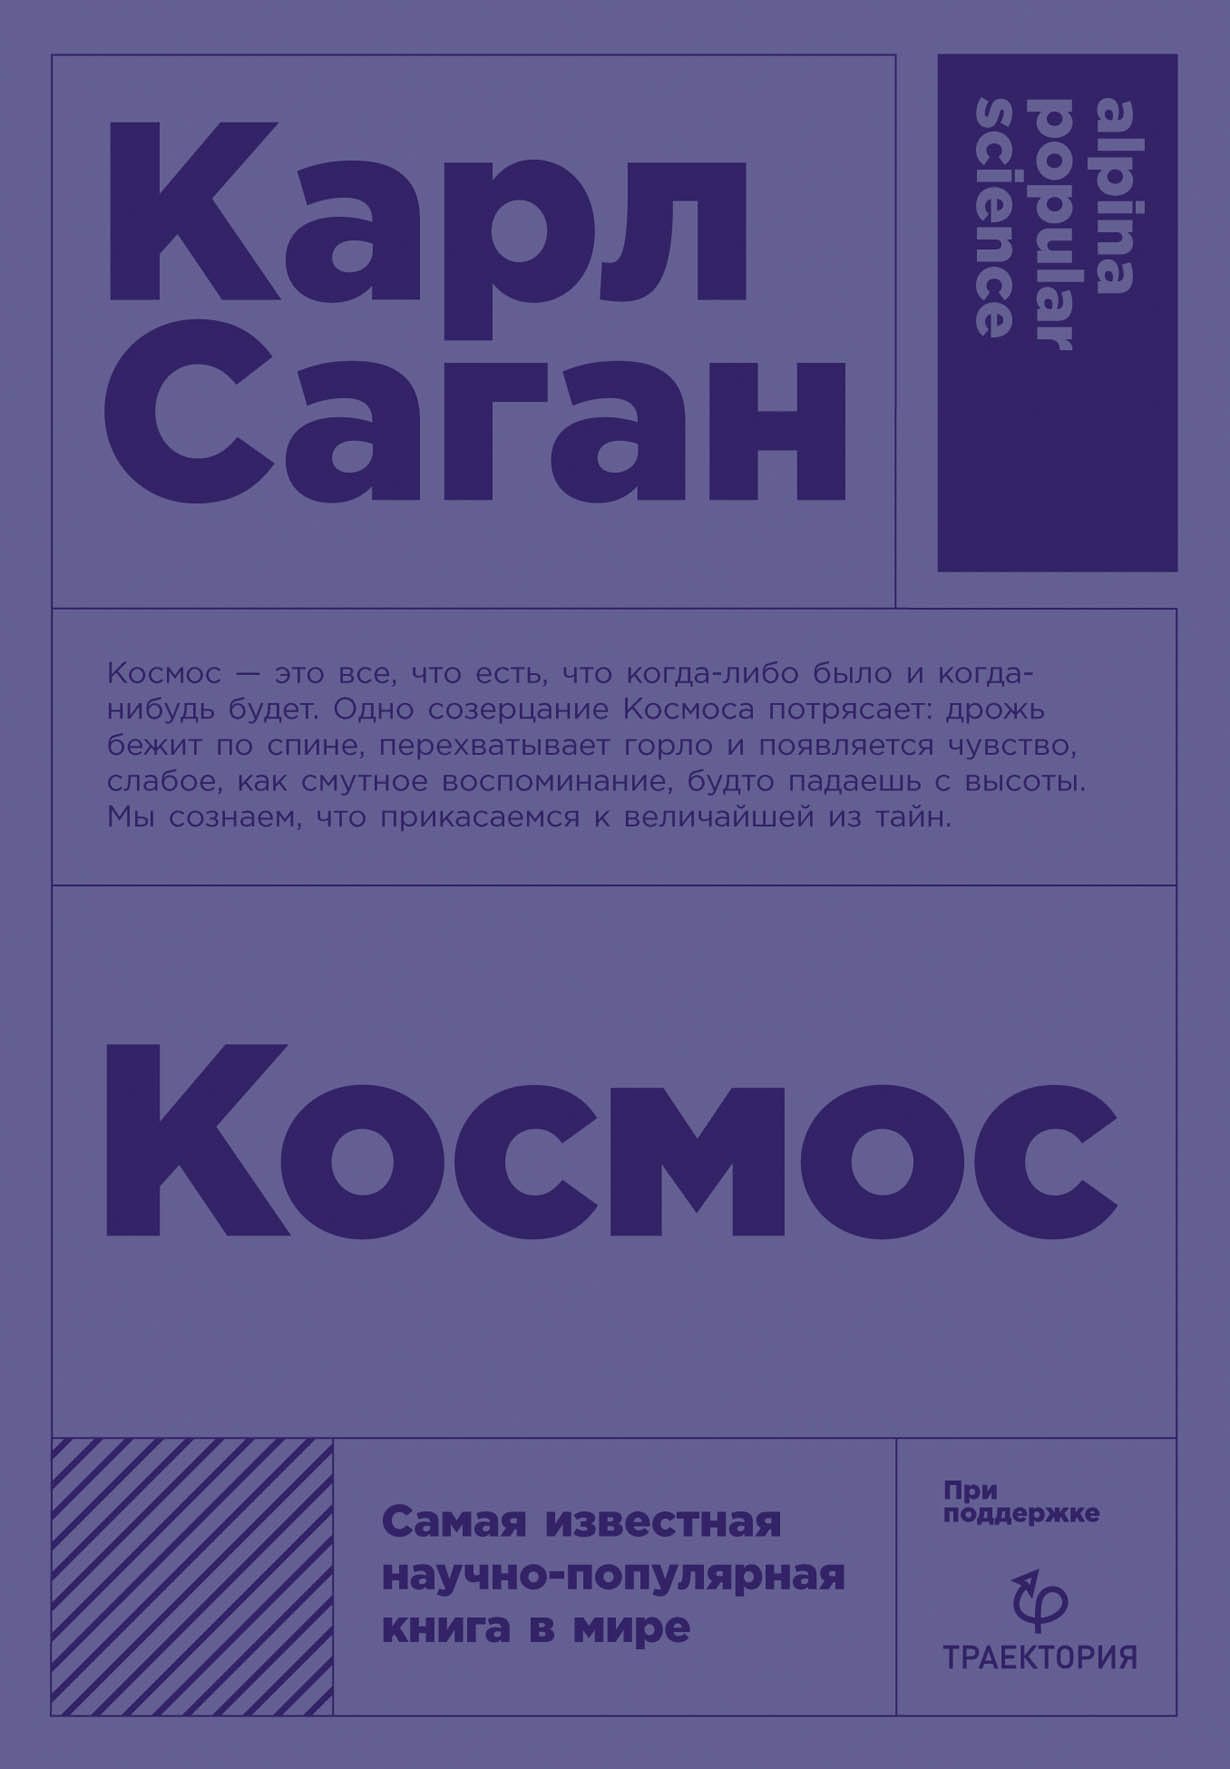 Карл
Саган
alpina
popular
science
Космос — это все, что есть, что когда-либо было и когда-
нибудь будет. Одно созерцание Космоса потрясает: дрожь
бежит по спине, перехватывает горло и появляется чувство,
слабое, как смутное воспоминание, будто падаешь с высоты.
Мы сознаем, что прикасаемся к величайшей из тайн.
Космос
Самая известная
научно-популярная
книга в мире
При
поддержке
ТРАЕКТОРИЯ